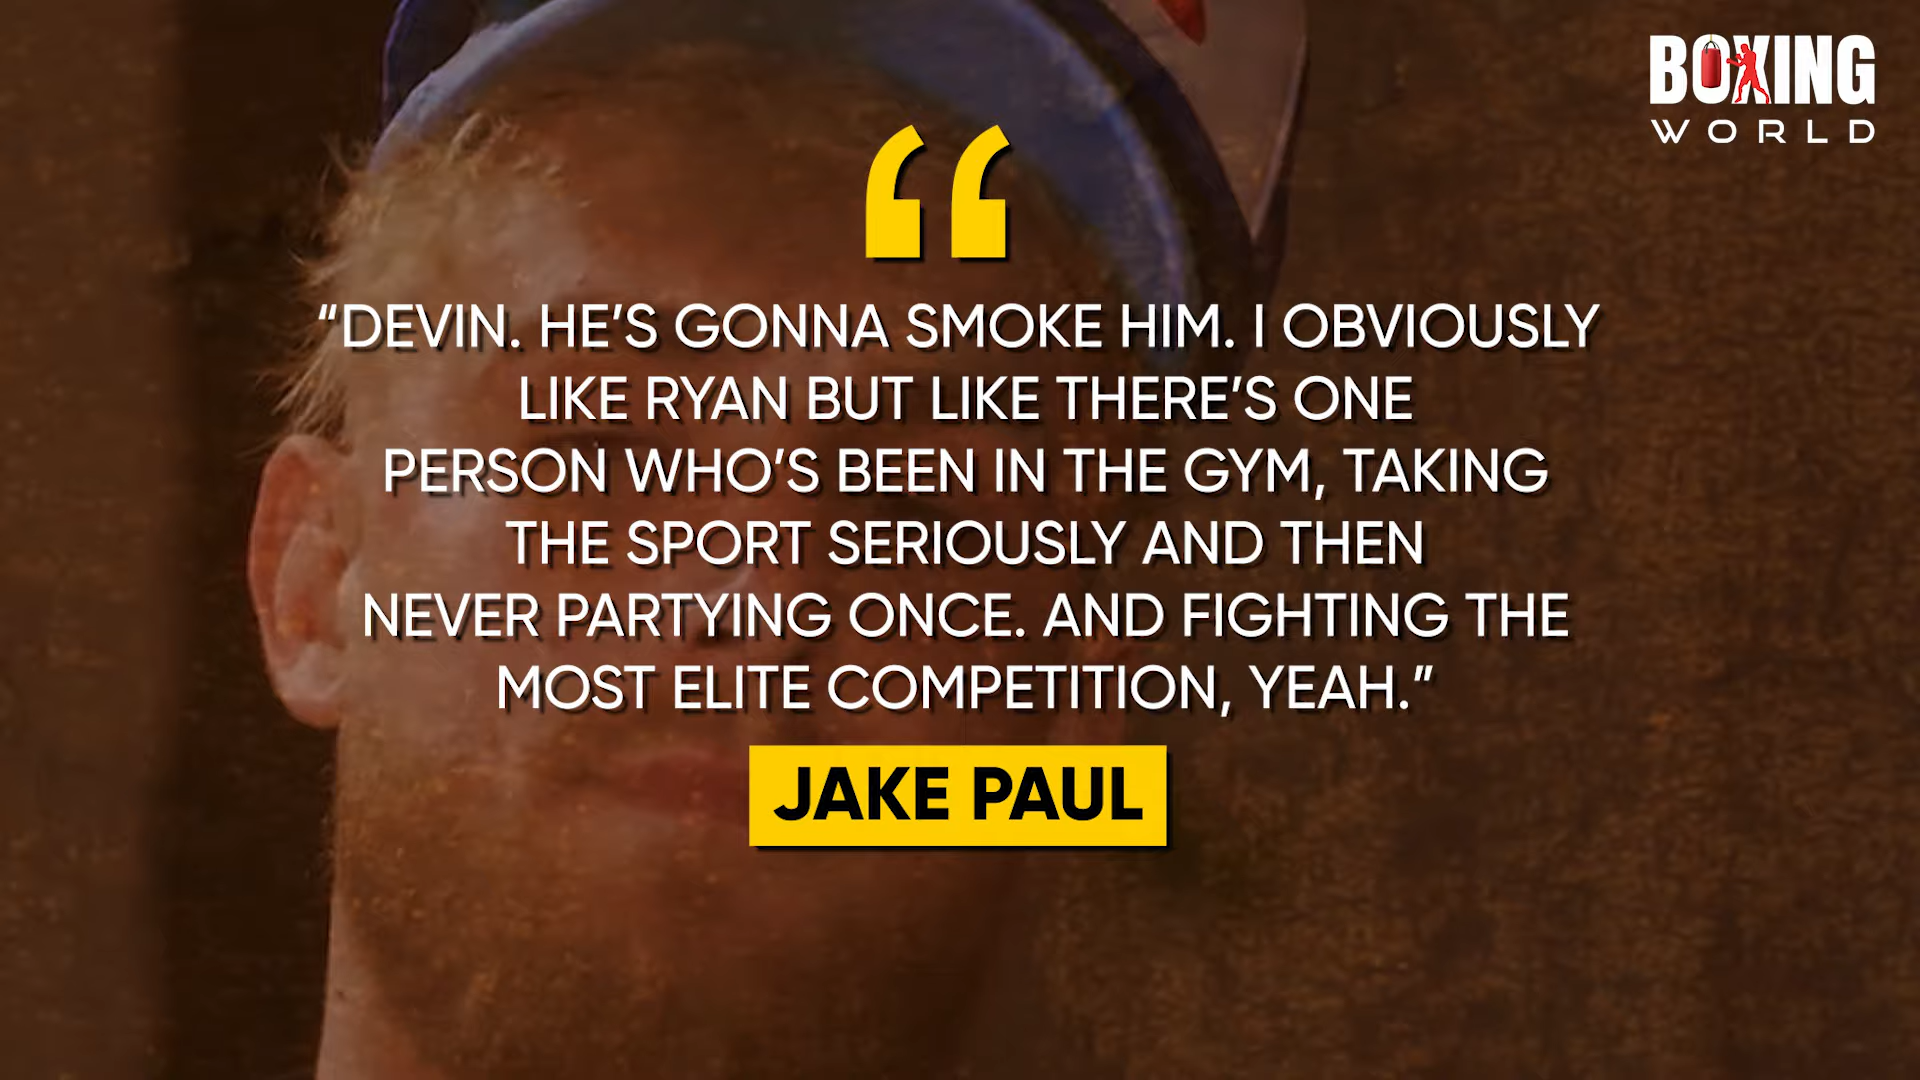 BOXING
WORLD
“
“DEVIN. HE’S GONNA SMOKE HIM. I OBVIOUSLY
LIKE RYAN BUT LIKE THERE’S ONE
PERSON WHO’S BEEN IN THE GYM, TAKING
THE SPORT SERIOUSLY AND THEN
NEVER PARTYING ONCE. AND FIGHTING THE
MOST ELITE COMPETITION, YEAH.”
JAKE PAUL